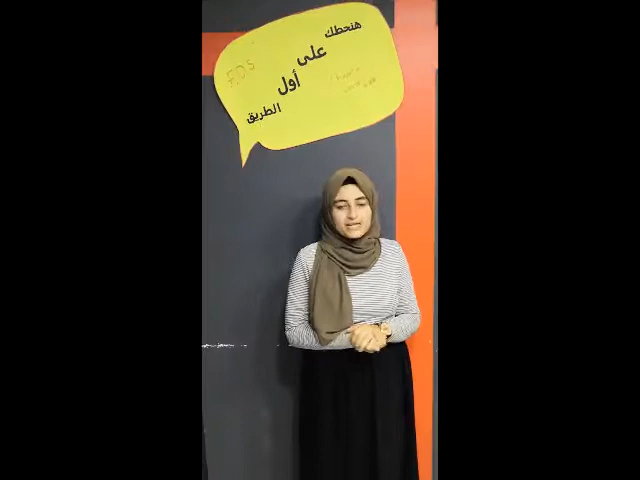 هنحطك
على
أول
الطريق